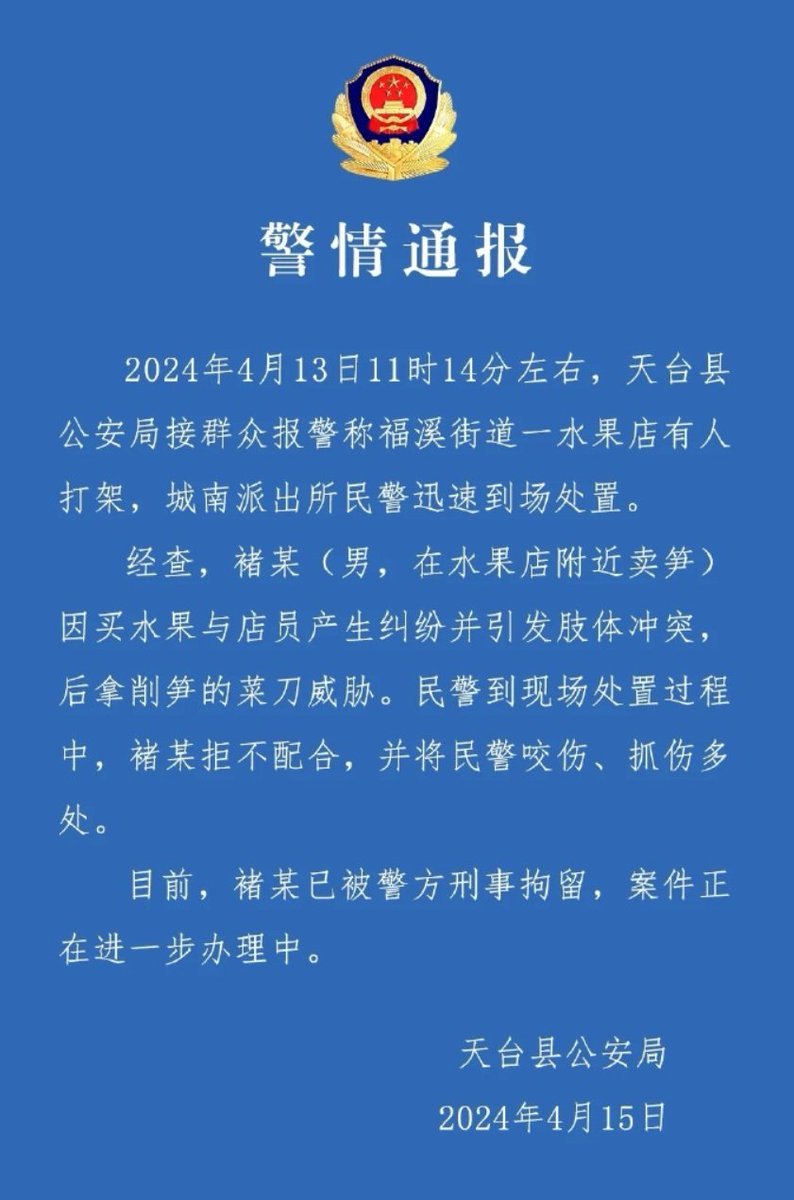 警情通报
2024年4月13日11时14分左右，天台县
公安局接群众报警称福溪街道一水果店有人
打架，城南派出所民警迅速到场处置。
经查，褚某（男，在水果店附近卖笋）
因买水果与店员产生纠纷并引发肢体冲突，
后拿削笋的菜刀威胁。民警到现场处置过程
中，褚某拒不配合，并将民警咬伤、抓伤多
处。
目前，褚某已被警方刑事拘留，案件正
在进一步办理中。
天台县公安局
2024年4月15日